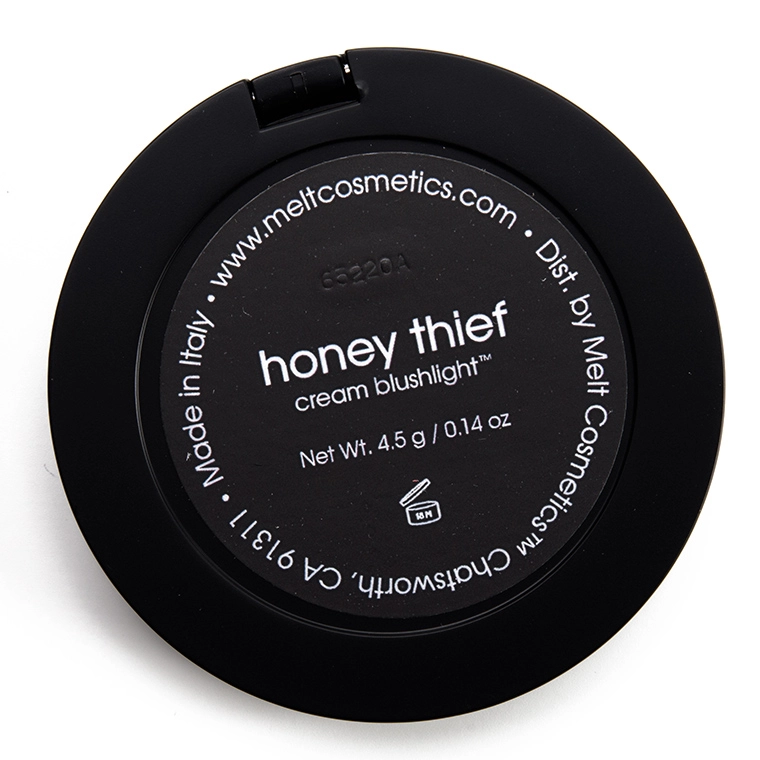 • www.meltcosmetics.com • Dist. by Melt Cosmetics™ Chatsworth, CA 91311 • Made in Italy
65220A
honey thief
cream blushlight™
Net Wt. 4.5 g / 0.14 oz